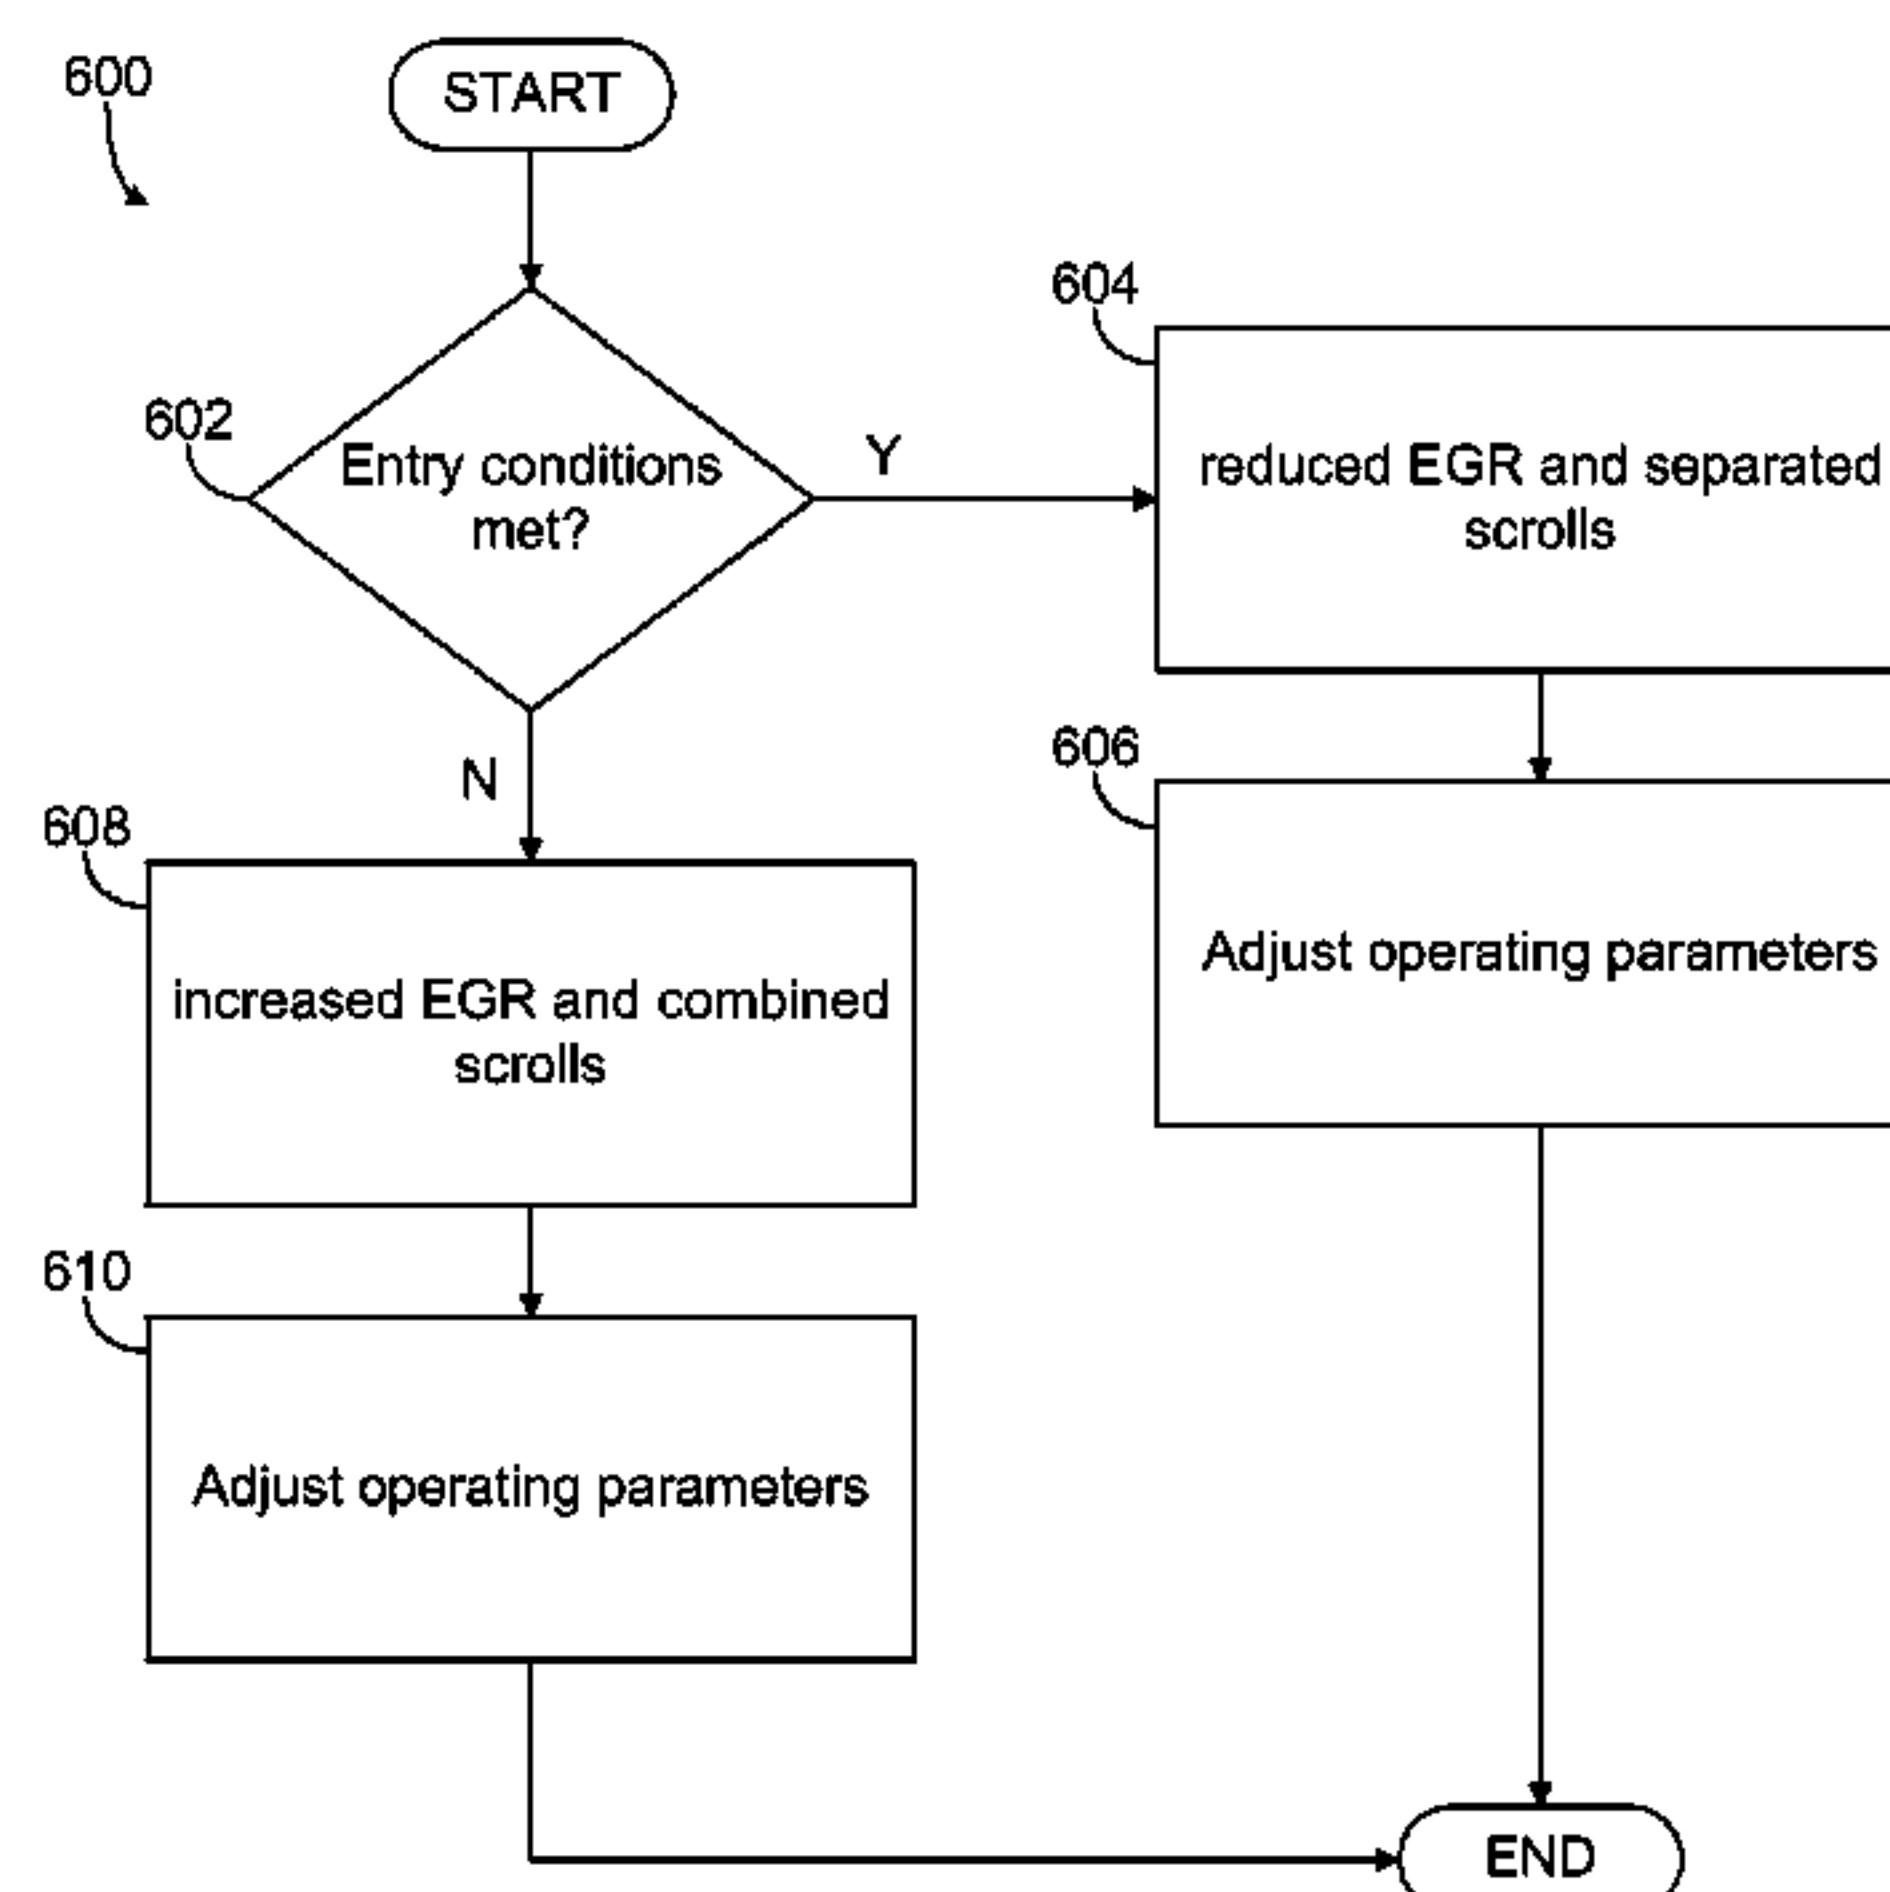 600
START
602
Entry conditions
met?
Y
604
reduced EGR and separated
scrolls
N
606
Adjust operating parameters
608
increased EGR and combined
scrolls
610
Adjust operating parameters
END